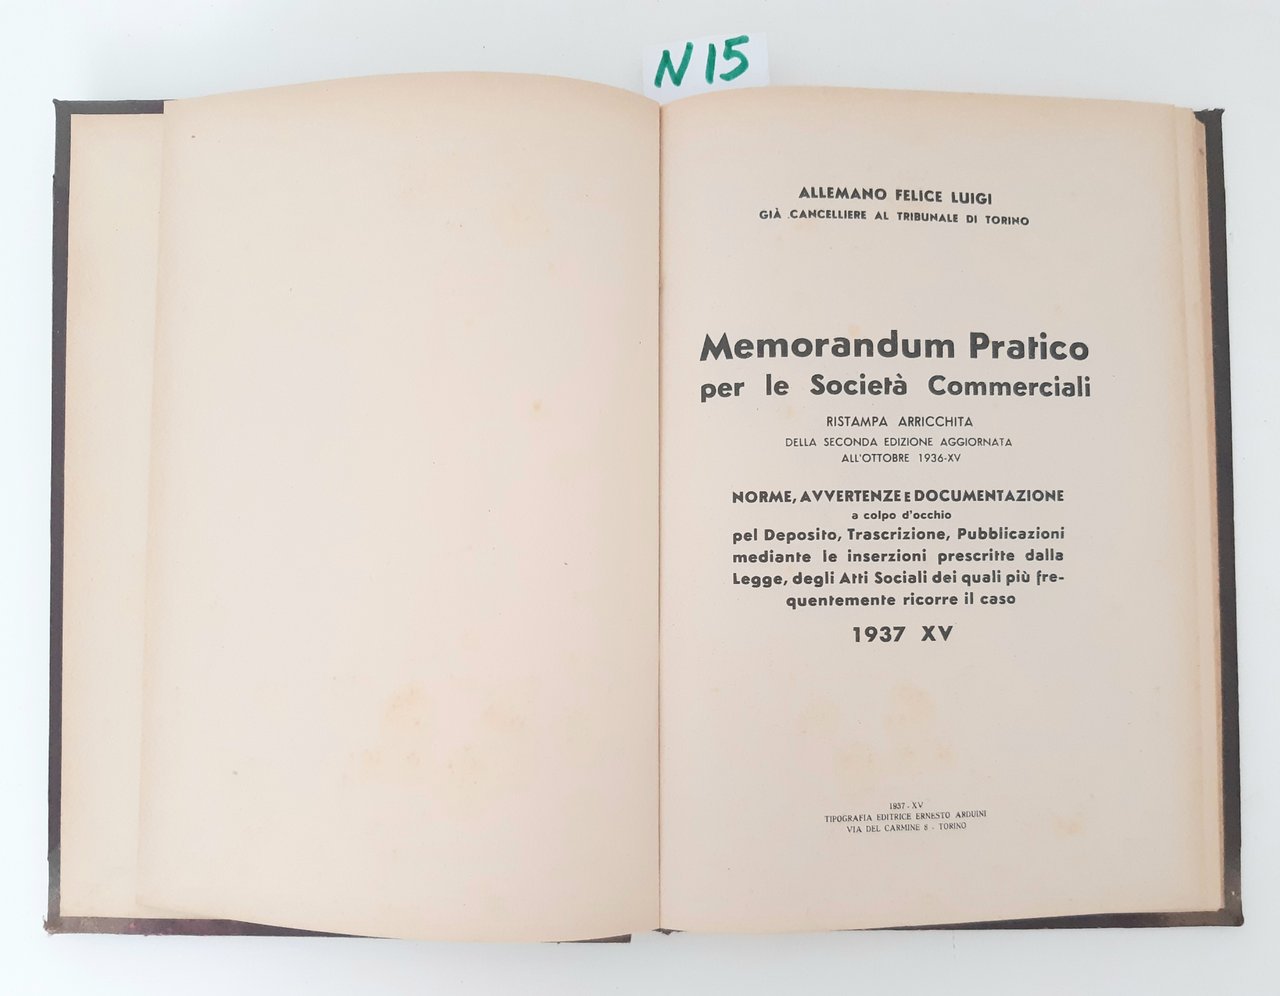 N15
ALLEMANO FELICE LUIGI
GIÀ CANCELLIERE AL TRIBUNALE DI TORINO
Memorandum Pratico
per le Società Commerciali
RISTAMPA ARRICCHITA
DELLA SECONDA EDIZIONE AGGIORNATA
ALL'OTTOBRE 1936-XV
NORME, AVVERTENZE E DOCUMENTAZIONE
a colpo d'occhio
pel Deposito, Trascrizione, Pubblicazioni
mediante le inserzioni prescritte dalla
Legge, degli Atti Sociali dei quali più fre-
quentemente ricorre il caso
1937 XV
1937 - XV
TIPOGRAFIA EDITRICE ERNESTO ARDUINI
VIA DEL CARMINE 8 - TORINO